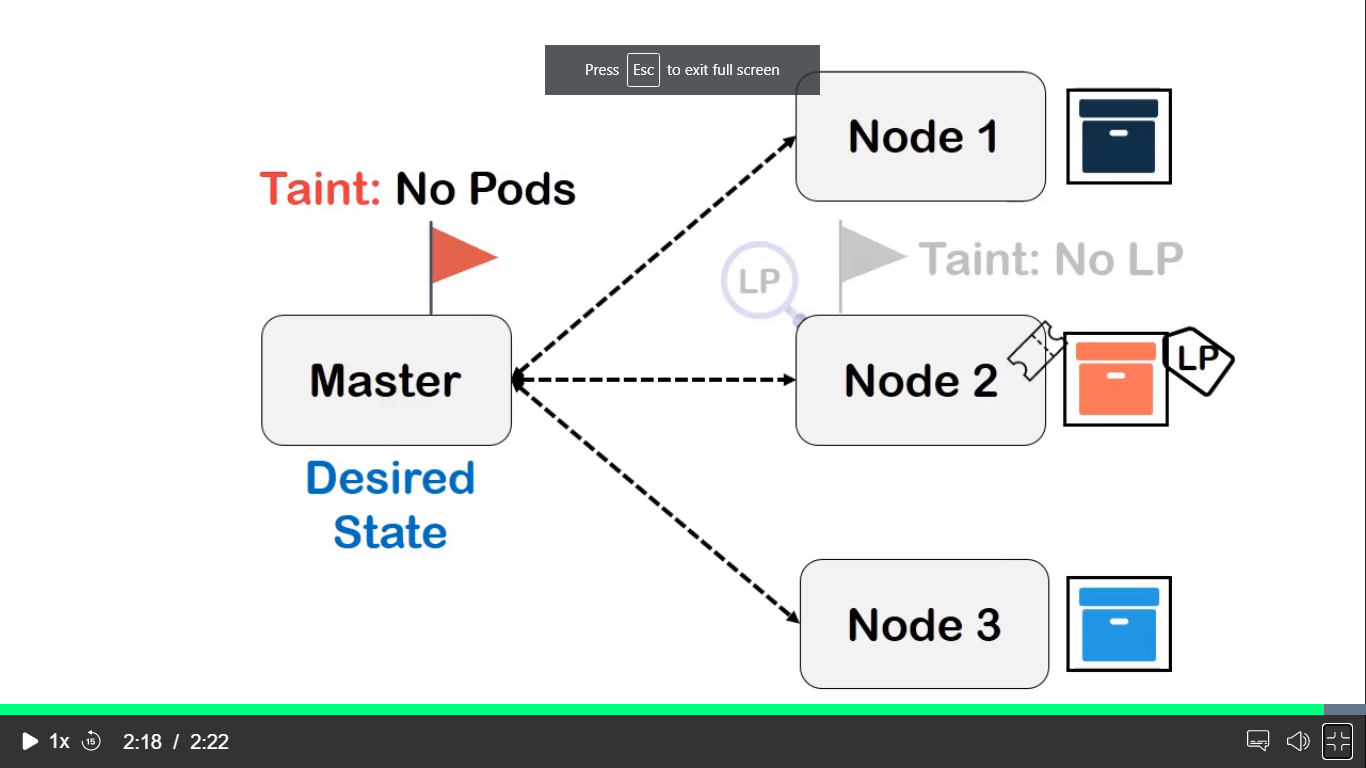 Press Esc to exit full screen
Node 1
Taint: No Pods
LP
Taint: No LP
Master
Node 2
LP
Desired
State
Node 3
1x
15
2:18 / 2:22